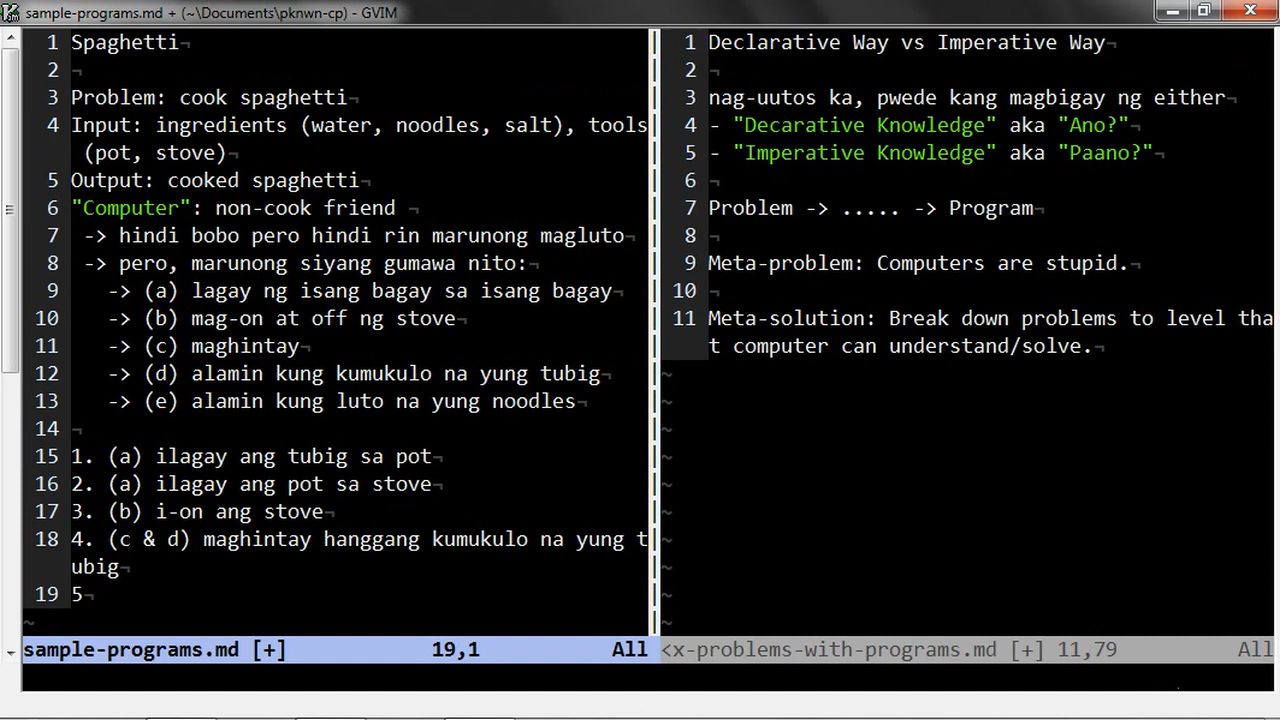 sample-programs.md + (~\Documents\pknwn-cp) - GVIM
1 Spaghetti¬
2 ¬
3 Problem: cook spaghetti¬
4 Input: ingredients (water, noodles, salt), tools
(pot, stove)¬
5 Output: cooked spaghetti¬
6 "Computer": non-cook friend ¬
7 -> hindi bobo pero hindi rin marunong magluto¬
8 -> pero, marunong siyang gumawa nito:¬
9 -> (a) lagay ng isang bagay sa isang bagay¬
10 -> (b) mag-on at off ng stove¬
11 -> (c) maghintay¬
12 -> (d) alamin kung kumukulo na yung tubig¬
13 -> (e) alamin kung luto na yung noodles¬
14 ¬
15 1. (a) ilagay ang tubig sa pot¬
16 2. (a) ilagay ang pot sa stove¬
17 3. (b) i-on ang stove¬
18 4. (c & d) maghintay hanggang kumukulo na yung t
ubig¬
19 5¬
~
sample-programs.md [+] 19,1 All
1 Declarative Way vs Imperative Way¬
2 ¬
3 nag-uutos ka, pwede kang magbigay ng either¬
4 - "Decarative Knowledge" aka "Ano?"¬
5 - "Imperative Knowledge" aka "Paano?"¬
6 ¬
7 Problem -> ..... -> Program¬
8 ¬
9 Meta-problem: Computers are stupid.¬
10 ¬
11 Meta-solution: Break down problems to level tha
t computer can understand/solve.¬
~
~
~
~
~
~
~
~
~
~
<x-problems-with-programs.md [+] 11,79 All